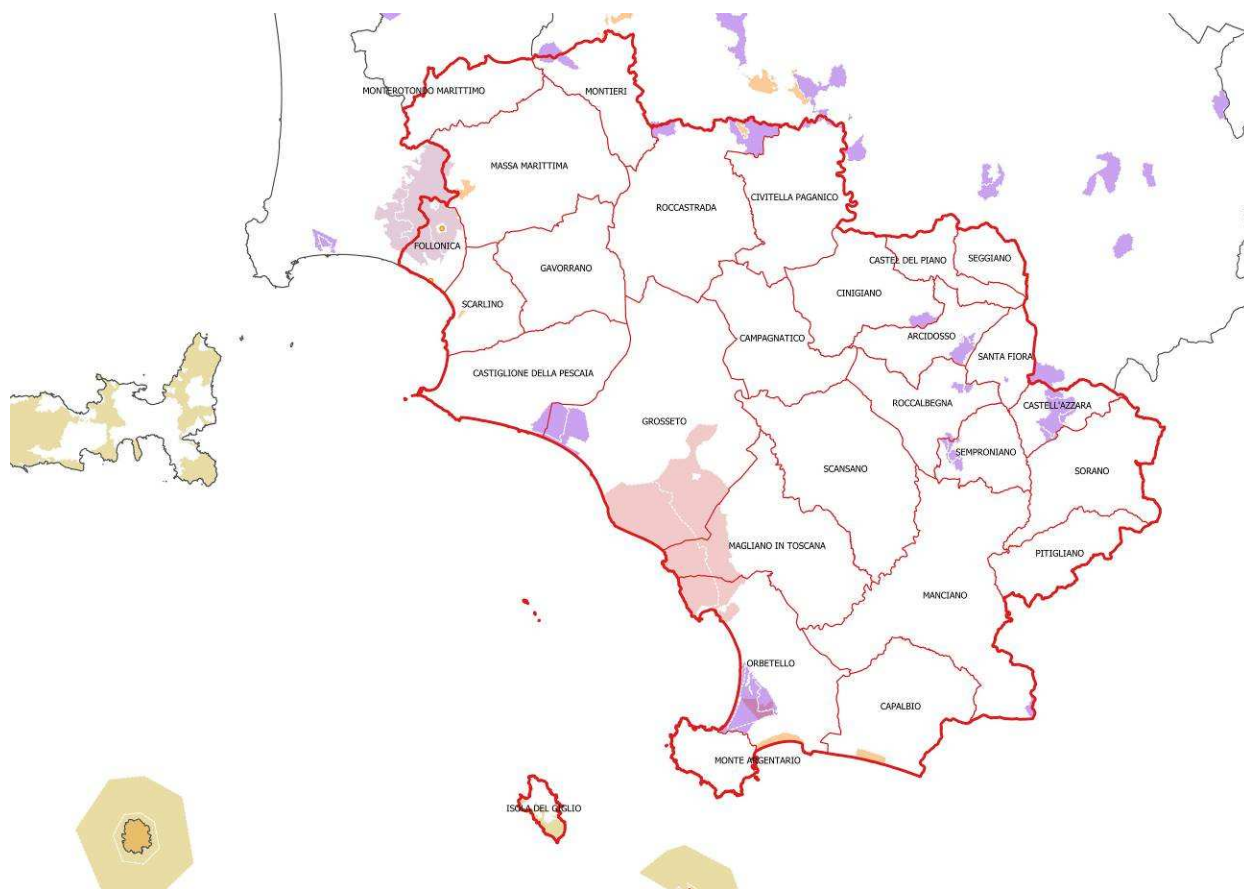 MONTEROTONDO MARITTIMO
MONTIERI
MASSA MARITTIMA
CIVITELLA PAGANICO
ROCCASTRADA
FOLLONICA
CASTEL DEL PIANO
SEGGIANO
GAVORRANO
CINIGIANO
SCARLINO
CAMPAGNATICO
ARCIDOSSO
SANTA FIORA
CASTIGLIONE DELLA PESCAIA
ROCCALBEGNA
CASTELL'AZZARA
GROSSETO
SEMPRONIANO
SCANSANO
SORANO
MAGLIANO IN TOSCANA
PITIGLIANO
MANCIANO
ORBETELLO
CAPALBIO
MONTE ARGENTARIO
ISOLA DEL GIGLIO